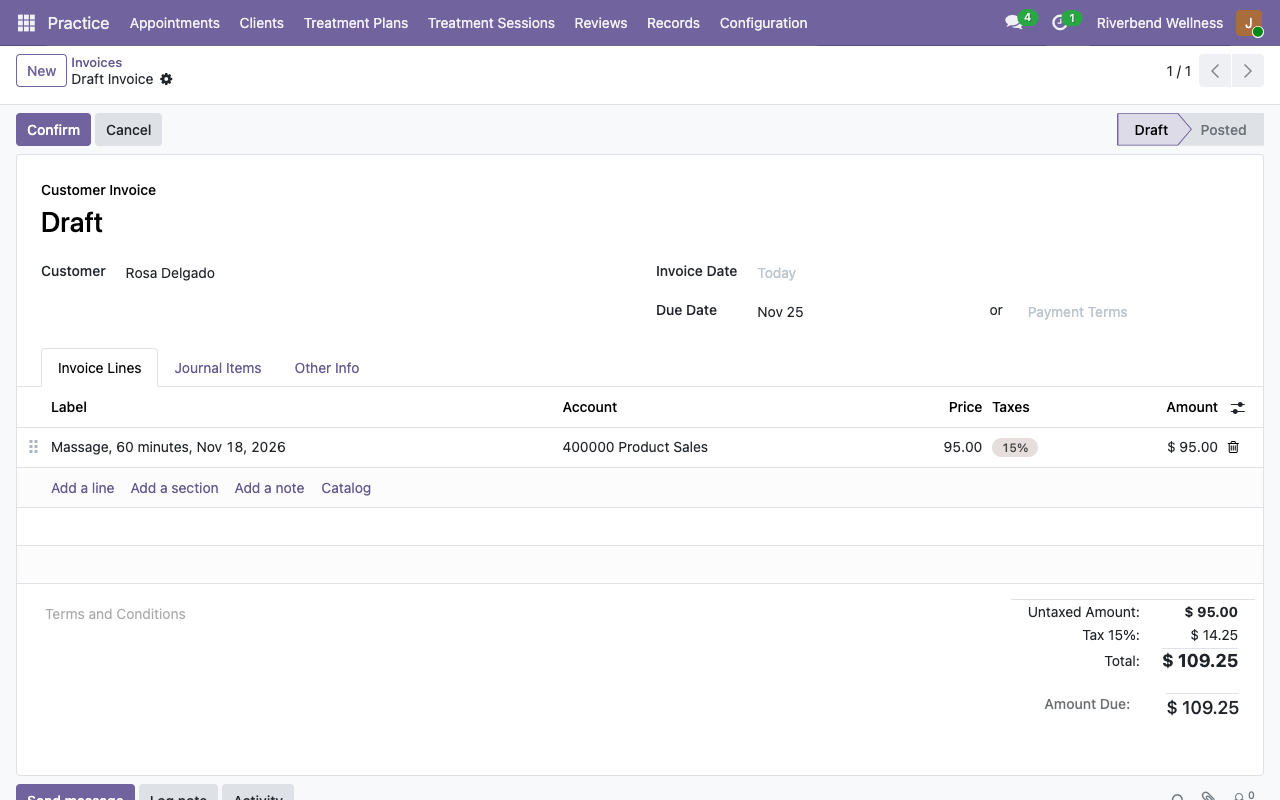 Practice Appointments Clients Treatment Plans Treatment Sessions Reviews Records Configuration 4 1 Riverbend Wellness J
New Invoices
Draft Invoice
1 / 1
Confirm Cancel Draft Posted
Customer Invoice
Draft
Customer Rosa Delgado Invoice Date Today
Due Date Nov 25 or Payment Terms
Invoice Lines Journal Items Other Info
Label Account Price Taxes Amount
Massage, 60 minutes, Nov 18, 2026 400000 Product Sales 95.00 15% $ 95.00
Add a line Add a section Add a note Catalog
Terms and Conditions Untaxed Amount: $ 95.00
Tax 15%: $ 14.25
Total: $ 109.25
Amount Due: $ 109.25
Send message Log note Activity 0